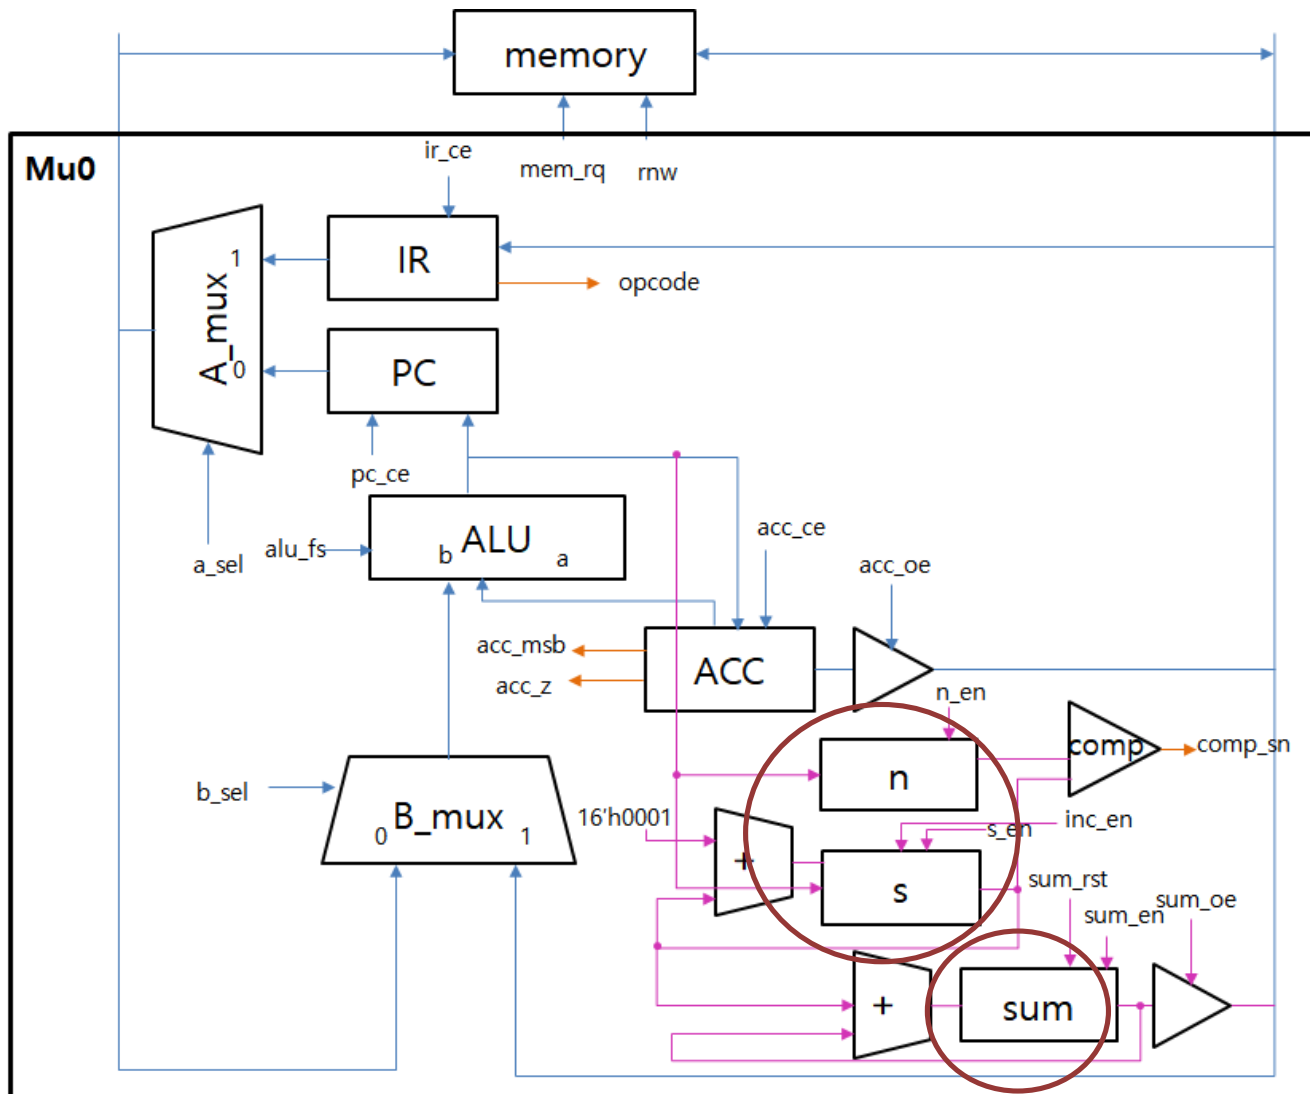 memory
Mu0
ir_ce
mem_rq
rnw
IR
1
opcode
A_mux
0
PC
pc_ce
a_sel
alu_fs
b
ALU
a
acc_ce
acc_oe
acc_msb
acc_z
ACC
n_en
comp
comp_sn
n
b_sel
0
B_mux
1
16'h0001
inc_en
s_en
+
s
sum_rst
sum_en
sum_oe
+
sum